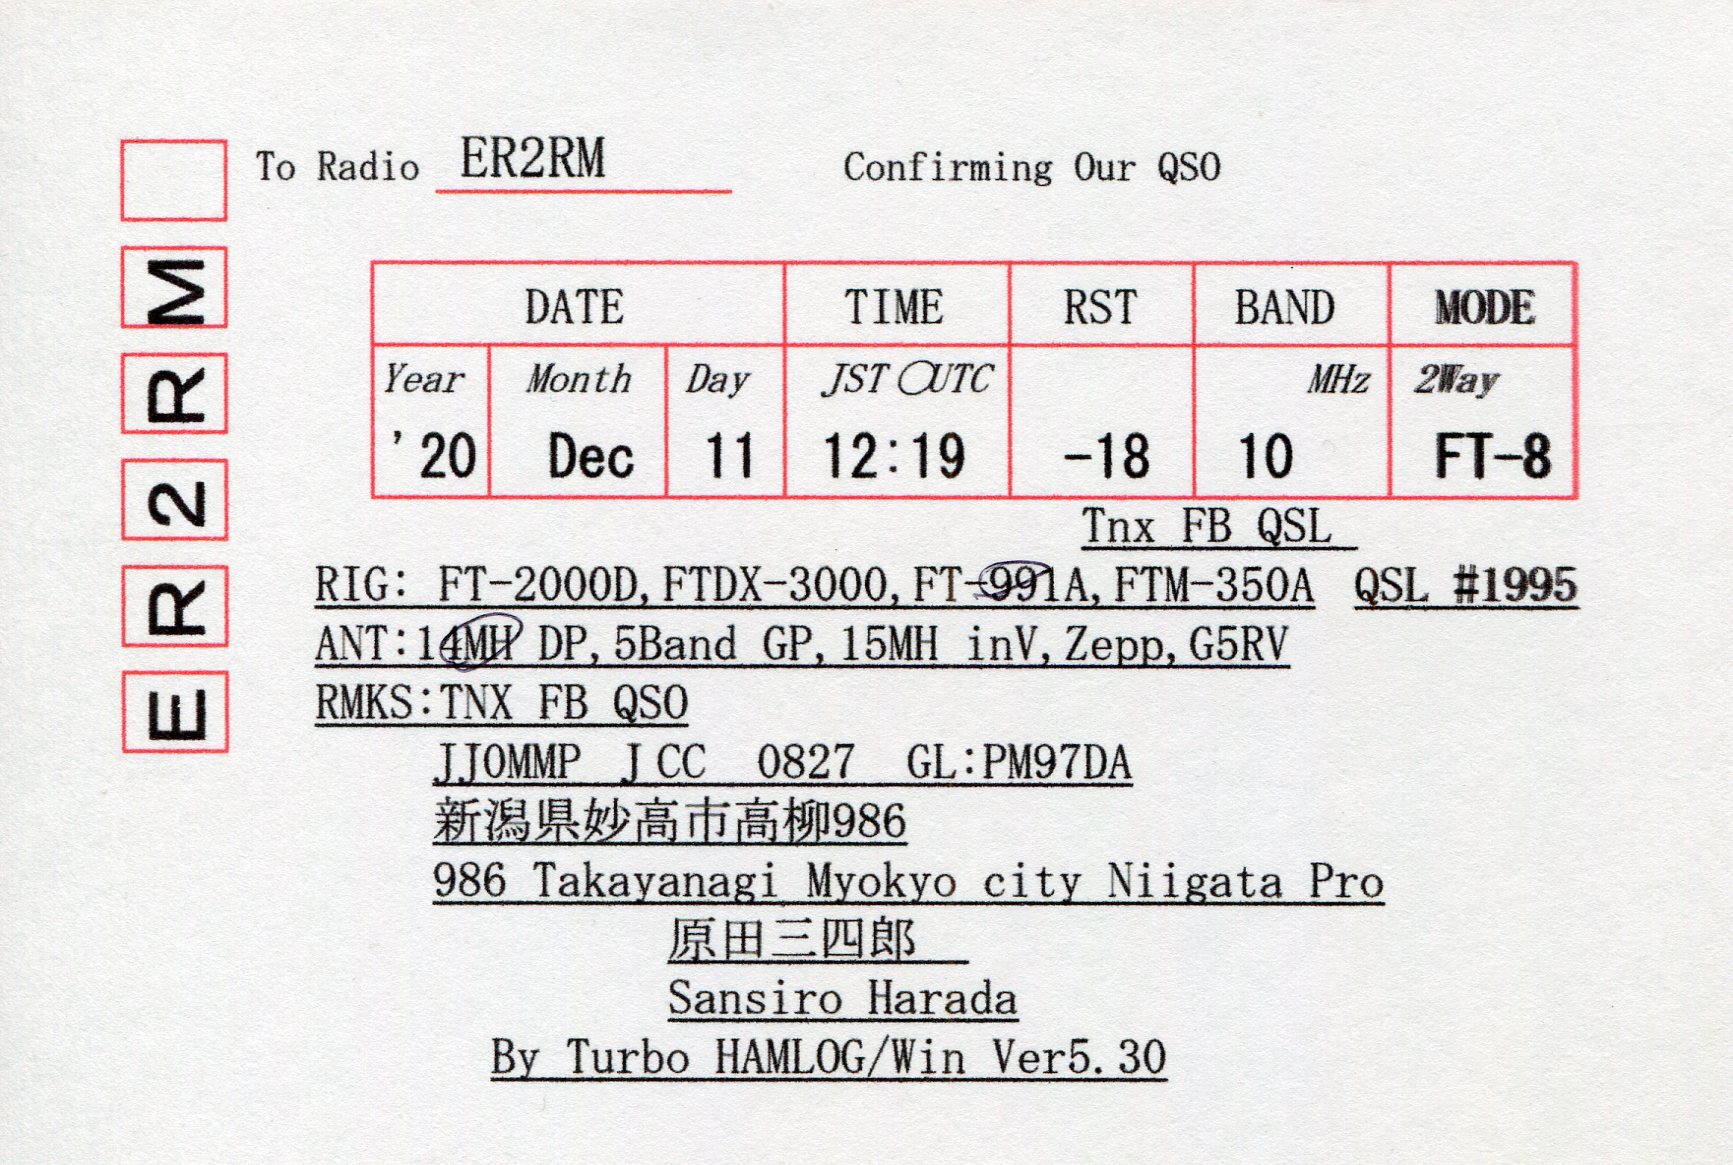 To Radio ER2RM Confirming Our QSO
ER2RM
DATE TIME RST BAND MODE
Year Month Day JST UTC MHz 2Way
'20 Dec 11 12:19 -18 10 FT-8
Tnx FB QSL
RIG: FT-2000D,FTDX-3000,FT-991A,FTM-350A QSL #1995
ANT:14MH DP,5Band GP,15MH inV,Zepp,G5RV
RMKS:TNX FB QSO
JJ0MMP JCC 0827 GL:PM97DA
新潟県妙高市高柳986
986 Takayanagi Myokyo city Niigata Pro
原田三四郎
Sansiro Harada
By Turbo HAMLOG/Win Ver5.30